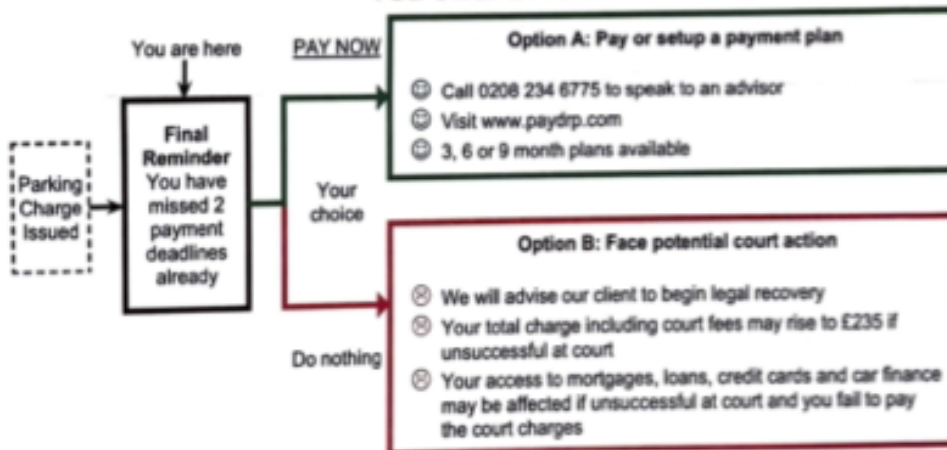 You are here
PAY NOW
Option A: Pay or setup a payment plan
Call 0208 234 6775 to speak to an advisor
Visit www.paydrp.com
3, 6 or 9 month plans available
Parking
Charge
Issued
Final
Reminder
You have
missed 2
payment
deadlines
already
Your
choice
Do nothing
Option B: Face potential court action
We will advise our client to begin legal recovery
Your total charge including court fees may rise to £235 if
unsuccessful at court
Your access to mortgages, loans, credit cards and car finance
may be affected if unsuccessful at court and you fail to pay
the court charges